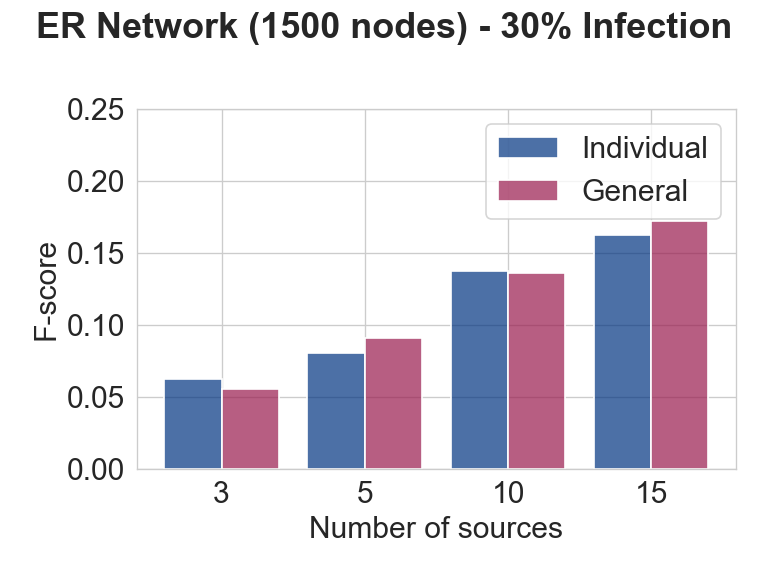 ER Network (1500 nodes) - 30% Infection
0.25
0.20
0.15
0.10
0.05
0.00
F-score
Individual
General
3 5 10 15
Number of sources